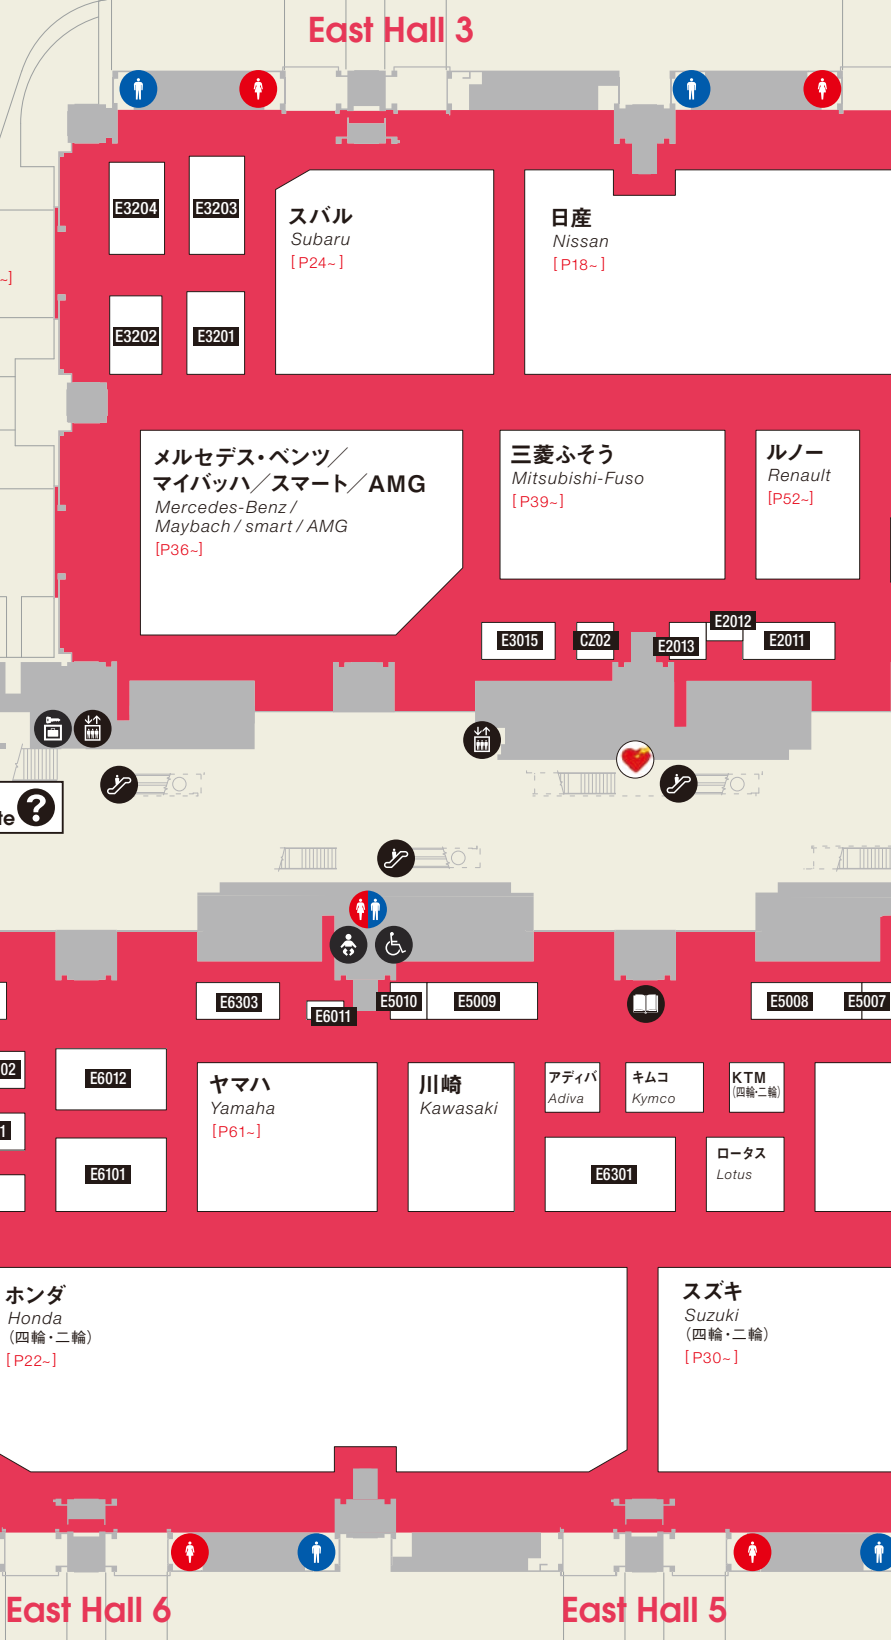 East Hall 3
E3204
E3203
スバル
Subaru
[P24~]
日産
Nissan
[P18~]
~]
E3202
E3201
メルセデス・ベンツ／
マイバッハ／スマート／AMG
Mercedes-Benz /
Maybach / smart / AMG
[P36~]
三菱ふそう
Mitsubishi-Fuso
[P39~]
ルノー
Renault
[P52~]
E3015
CZ02
E2013
E2012
E2011
te ?
E6303
E6011
E5010
E5009
E5008
E5007
02
E6012
1
E6101
ヤマハ
Yamaha
[P61~]
川崎
Kawasaki
アディバ
Adiva
キムコ
Kymco
KTM
(四輪・二輪)
E6301
ロータス
Lotus
ホンダ
Honda
(四輪・二輪)
[P22~]
スズキ
Suzuki
(四輪・二輪)
[P30~]
East Hall 6
East Hall 5